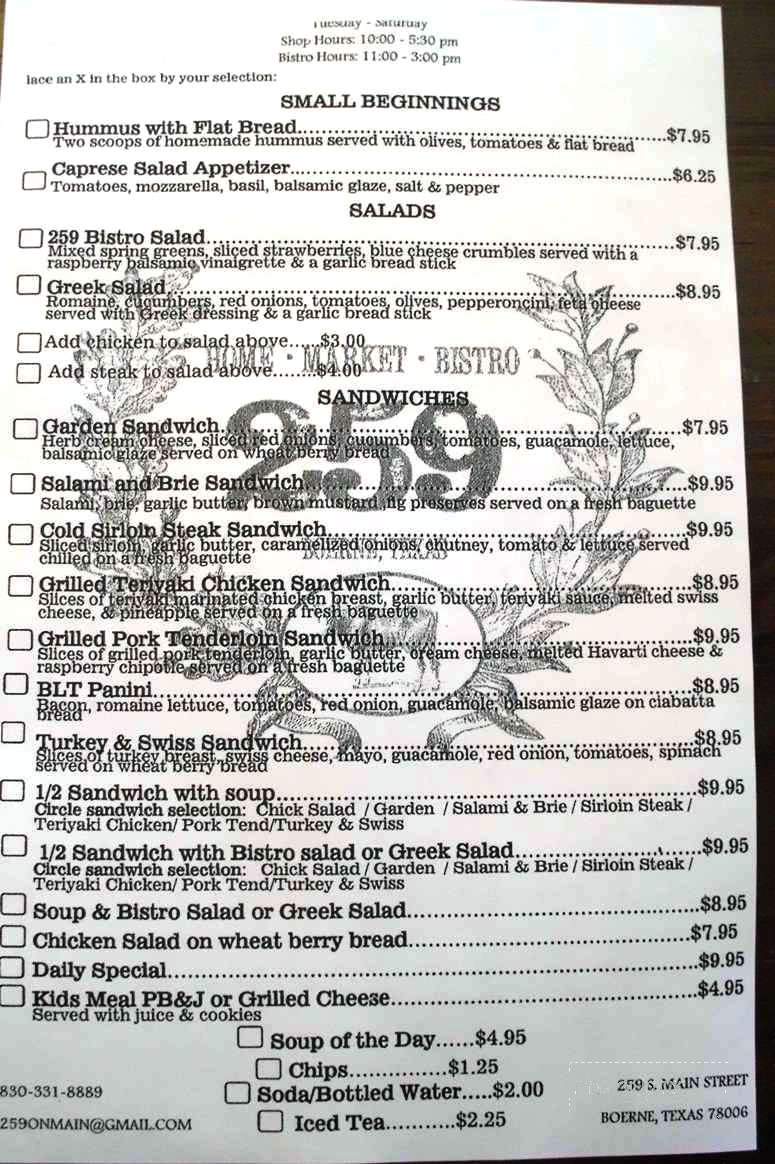 Tuesday - Saturday
Shop Hours: 10:00 - 5:30 pm
Bistro Hours: 11:00 - 3:00 pm
lace an X in the box by your selection:
SMALL BEGINNINGS
Hummus with Flat Bread....$7.95
Two scoops of homemade hummus served with olives, tomatoes & flat bread
Caprese Salad Appetizer....$6.25
Tomatoes, mozzarella, basil, balsamic glaze, salt & pepper
SALADS
259 Bistro Salad....$7.95
Mixed spring greens, sliced strawberries, blue cheese crumbles served with a
raspberry balsamic vinaigrette & a garlic bread stick
Greek Salad....$8.95
Romaine, cucumbers, red onions, tomatoes, olives, pepperoncini, feta cheese
served with Greek dressing & a garlic bread stick
Add chicken to salad above......$3.00
HOME · MARKET · BISTRO
Add steak to salad above........$4.00
SANDWICHES
259
Garden Sandwich....$7.95
Herb cream cheese, sliced red onions, cucumbers, tomatoes, guacamole, lettuce,
balsamic glaze served on wheat berry bread
Salami and Brie Sandwich....$9.95
Salami, brie, garlic butter, brown mustard ,fig preserves served on a fresh baguette
Cold Sirloin Steak Sandwich....$9.95
Sliced sirloin, garlic butter, caramelized onions, chutney, tomato & lettuce served
BOERNE, TEXAS
chilled on a fresh baguette
Grilled Teriyaki Chicken Sandwich....$8.95
Slices of teriyaki marinated chicken breast, garlic butter, teriyaki sauce, melted swiss
cheese, & pineapple served on a fresh baguette
Grilled Pork Tenderloin Sandwich....$9.95
Slices of grilled pork tenderloin, garlic butter, cream cheese, melted Havarti cheese &
raspberry chipotle served on a fresh baguette
BLT Panini....$8.95
Bacon, romaine lettuce, tomatoes, red onion, guacamole, balsamic glaze on ciabatta
bread
Turkey & Swiss Sandwich....$8.95
Slices of turkey breast, swiss cheese, mayo, guacamole, red onion, tomatoes, spinach
served on wheat berry bread
1/2 Sandwich with soup....$9.95
Circle sandwich selection: Chick Salad / Garden / Salami & Brie / Sirloin Steak /
Teriyaki Chicken/ Pork Tend/Turkey & Swiss
1/2 Sandwich with Bistro salad or Greek Salad....$9.95
Circle sandwich selection: Chick Salad / Garden / Salami & Brie / Sirloin Steak /
Teriyaki Chicken/ Pork Tend/Turkey & Swiss
Soup & Bistro Salad or Greek Salad....$8.95
Chicken Salad on wheat berry bread....$7.95
Daily Special....$9.95
Kids Meal PB&J or Grilled Cheese....$4.95
Served with juice & cookies
Soup of the Day......$4.95
Chips...............$1.25
Soda/Bottled Water.....$2.00
Iced Tea...........$2.25
830-331-8889
259ONMAIN@GMAIL.COM
259 S. MAIN STREET
BOERNE, TEXAS 78006